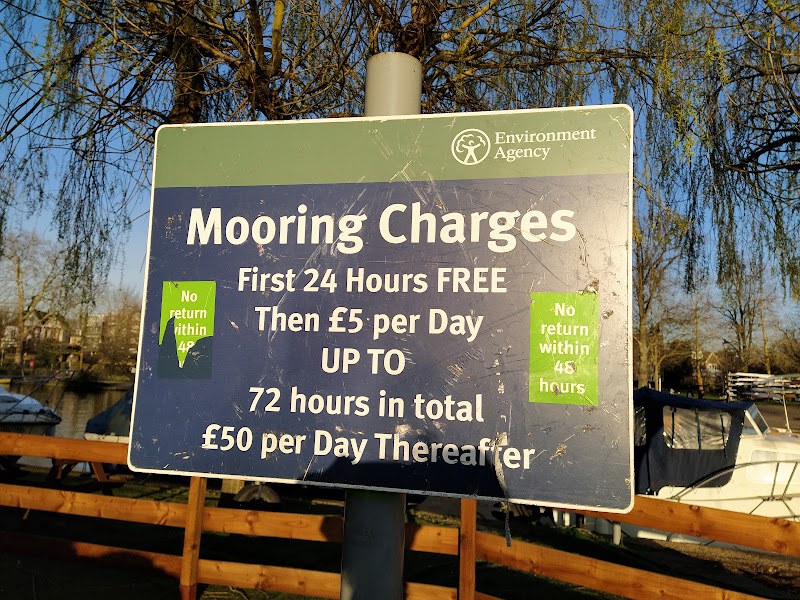 Environment
Agency
Mooring Charges
First 24 Hours FREE
Then £5 per Day
UP TO
72 hours in total
£50 per Day Thereafter
No
return
within
48
No
return
within
48
hours